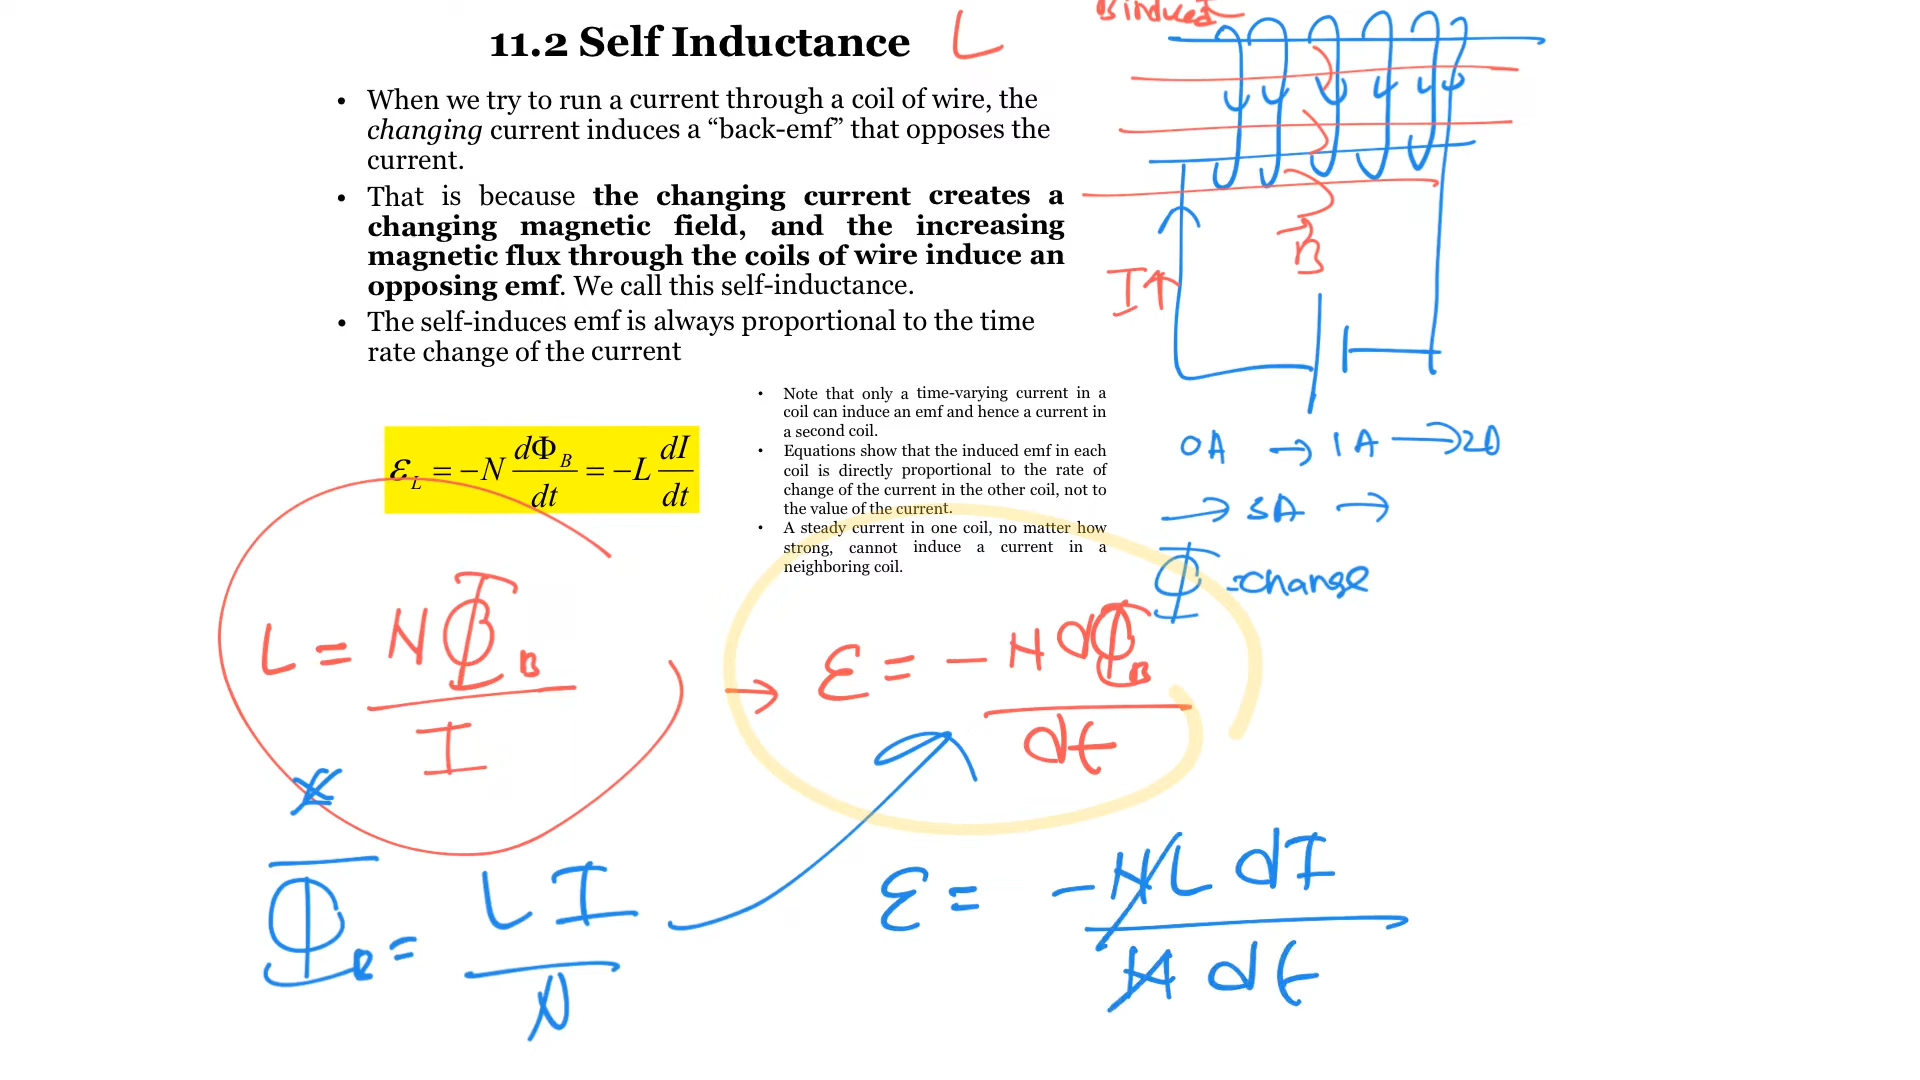 11.2 Self Inductance L
B induced
• When we try to run a current through a coil of wire, the
changing current induces a “back-emf” that opposes the
current.
• That is because the changing current creates a
changing magnetic field, and the increasing
magnetic flux through the coils of wire induce an
opposing emf. We call this self-inductance.
• The self-induces emf is always proportional to the time
rate change of the current
B
I↑
• Note that only a time-varying current in a
coil can induce an emf and hence a current in
a second coil.
• Equations show that the induced emf in each
coil is directly proportional to the rate of
change of the current in the other coil, not to
the value of the current.
• A steady current in one coil, no matter how
strong, cannot induce a current in a
neighboring coil.
ε_L = −N dΦ_B/dt = −L dI/dt
0A → 1A → 2A
→ 3A →
Φ = change
L = NΦ_B / I
→ ε = − N dΦ_B / dt
Φ_B = L I / N
ε = − N L dI / N dt